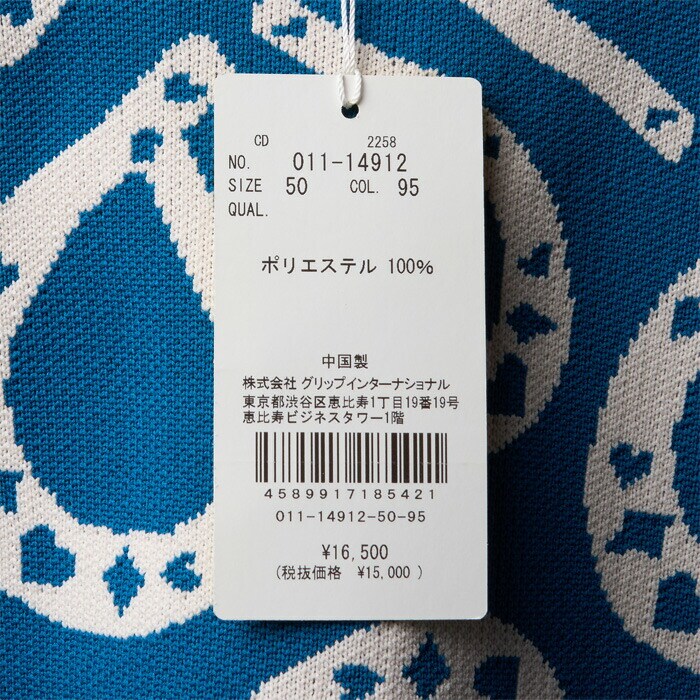 CD 2258
NO. 011-14912
SIZE 50 COL. 95
QUAL.
ポリエステル 100%
中国製
株式会社 グリップインターナショナル
東京都渋谷区恵比寿1丁目19番19号
恵比寿ビジネスタワー1階
4589917185421
011-14912-50-95
¥16,500
(税抜価格 ¥15,000 )